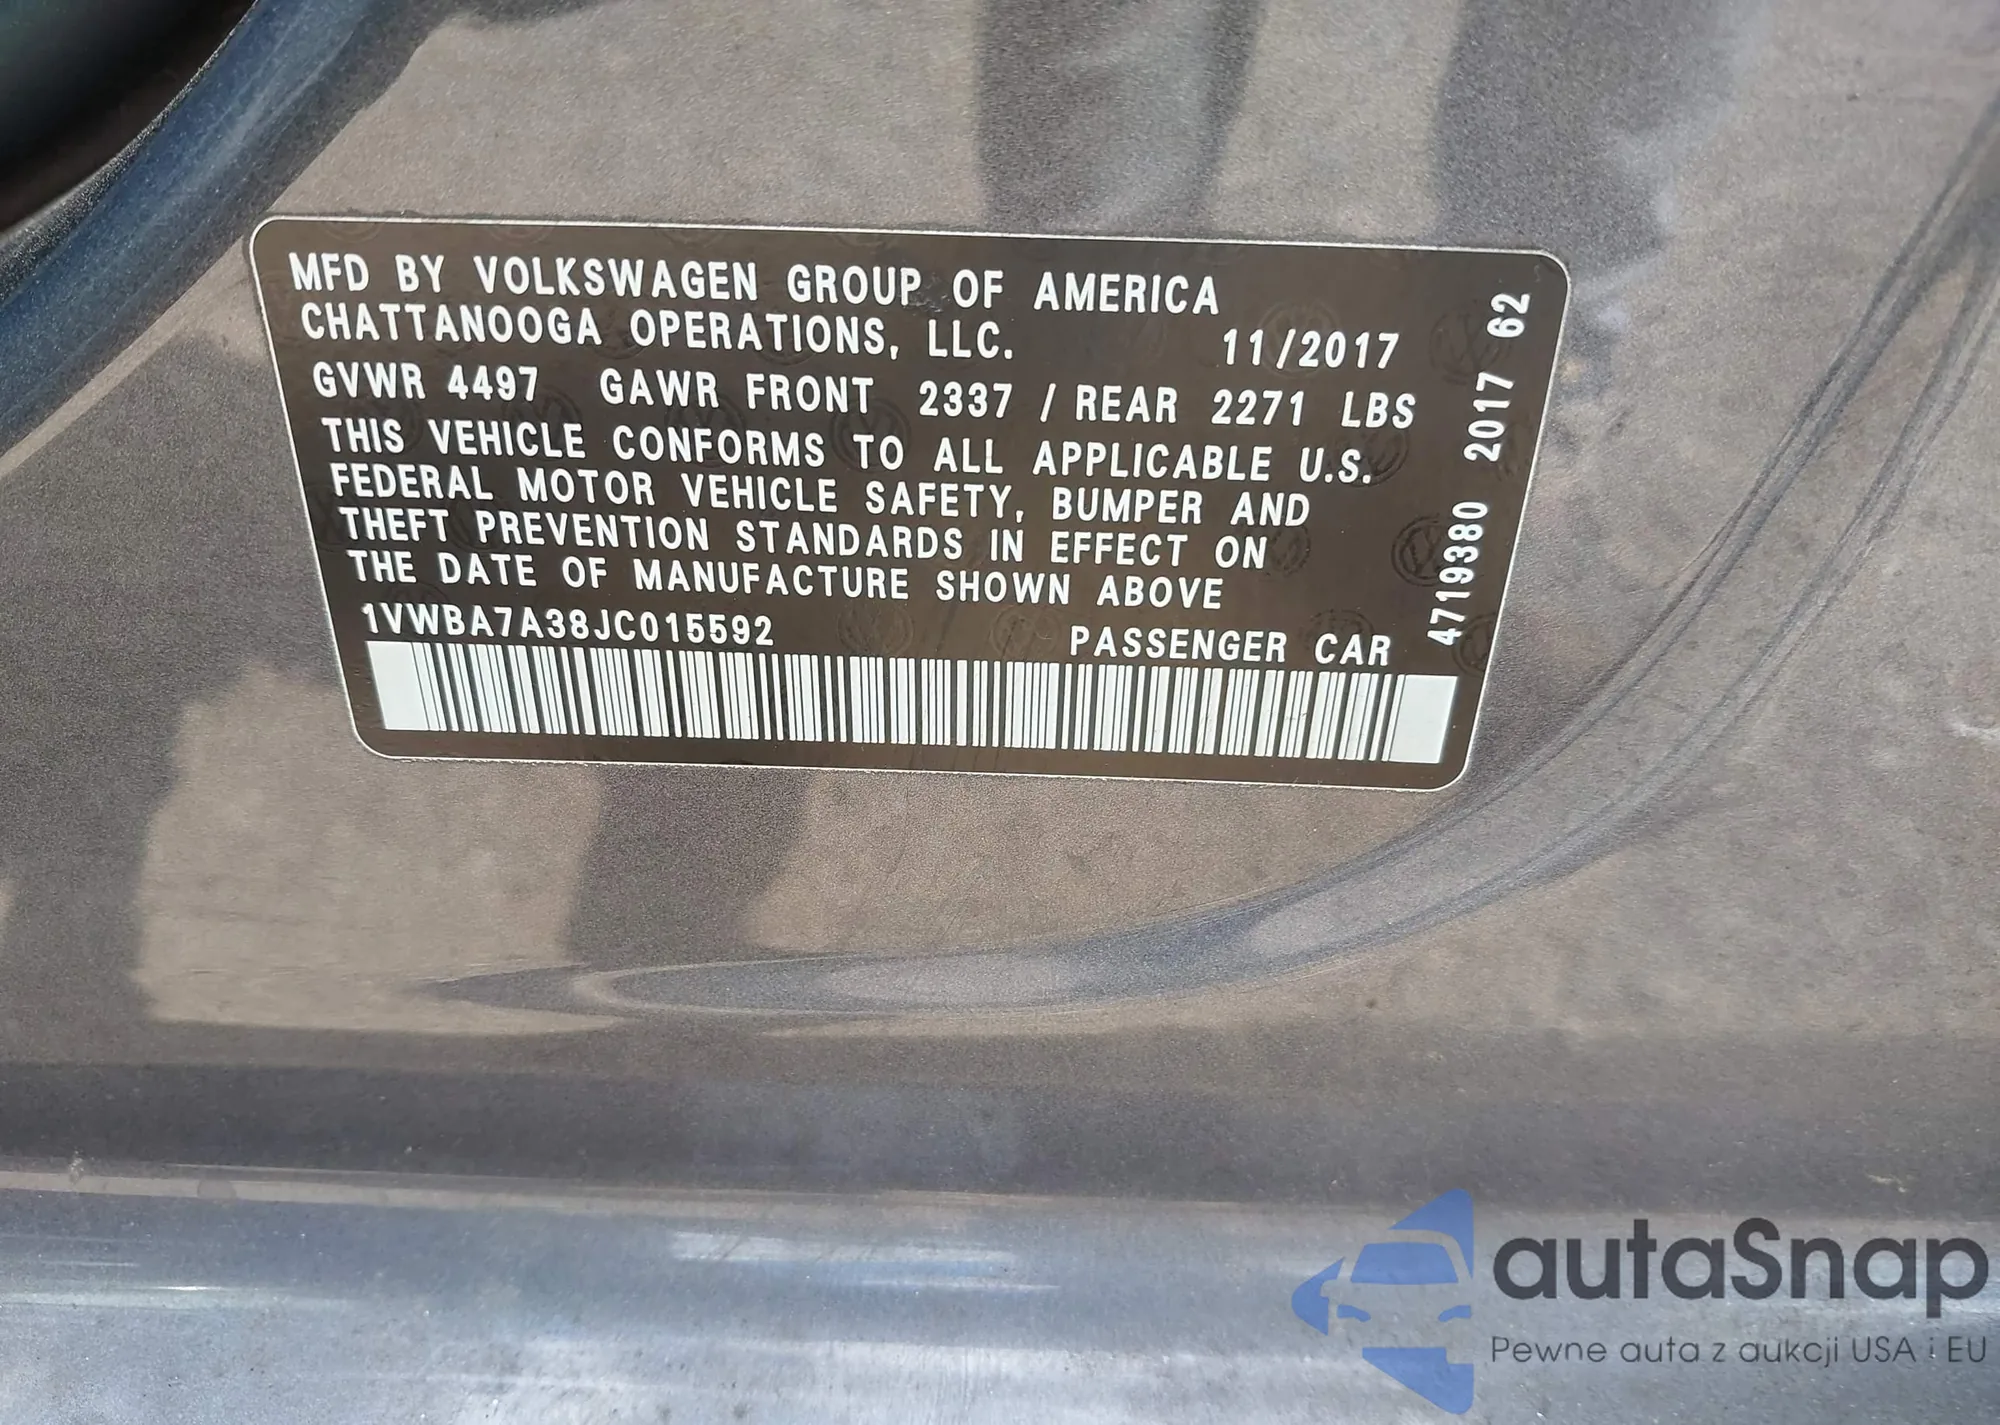 MFD BY VOLKSWAGEN GROUP OF AMERICA
CHATTANOOGA OPERATIONS, LLC. 11/2017
GVWR 4497 GAWR FRONT 2337 / REAR 2271 LBS
THIS VEHICLE CONFORMS TO ALL APPLICABLE U.S.
FEDERAL MOTOR VEHICLE SAFETY, BUMPER AND
THEFT PREVENTION STANDARDS IN EFFECT ON
THE DATE OF MANUFACTURE SHOWN ABOVE
1VWBA7A38JC015592 PASSENGER CAR
4719380 2017 62
autaSnap
Pewne auta z aukcji USA i EU